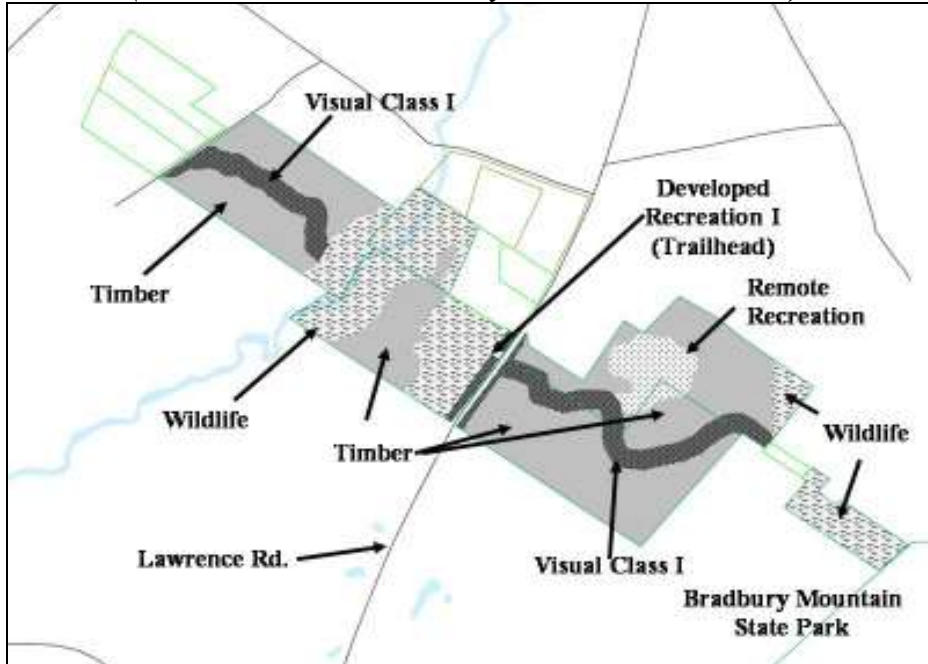 Visual Class I
Developed
Recreation I
(Trailhead)
Timber
Remote
Recreation
Wildlife
Timber
Wildlife
Lawrence Rd.
Visual Class I
Bradbury Mountain
State Park